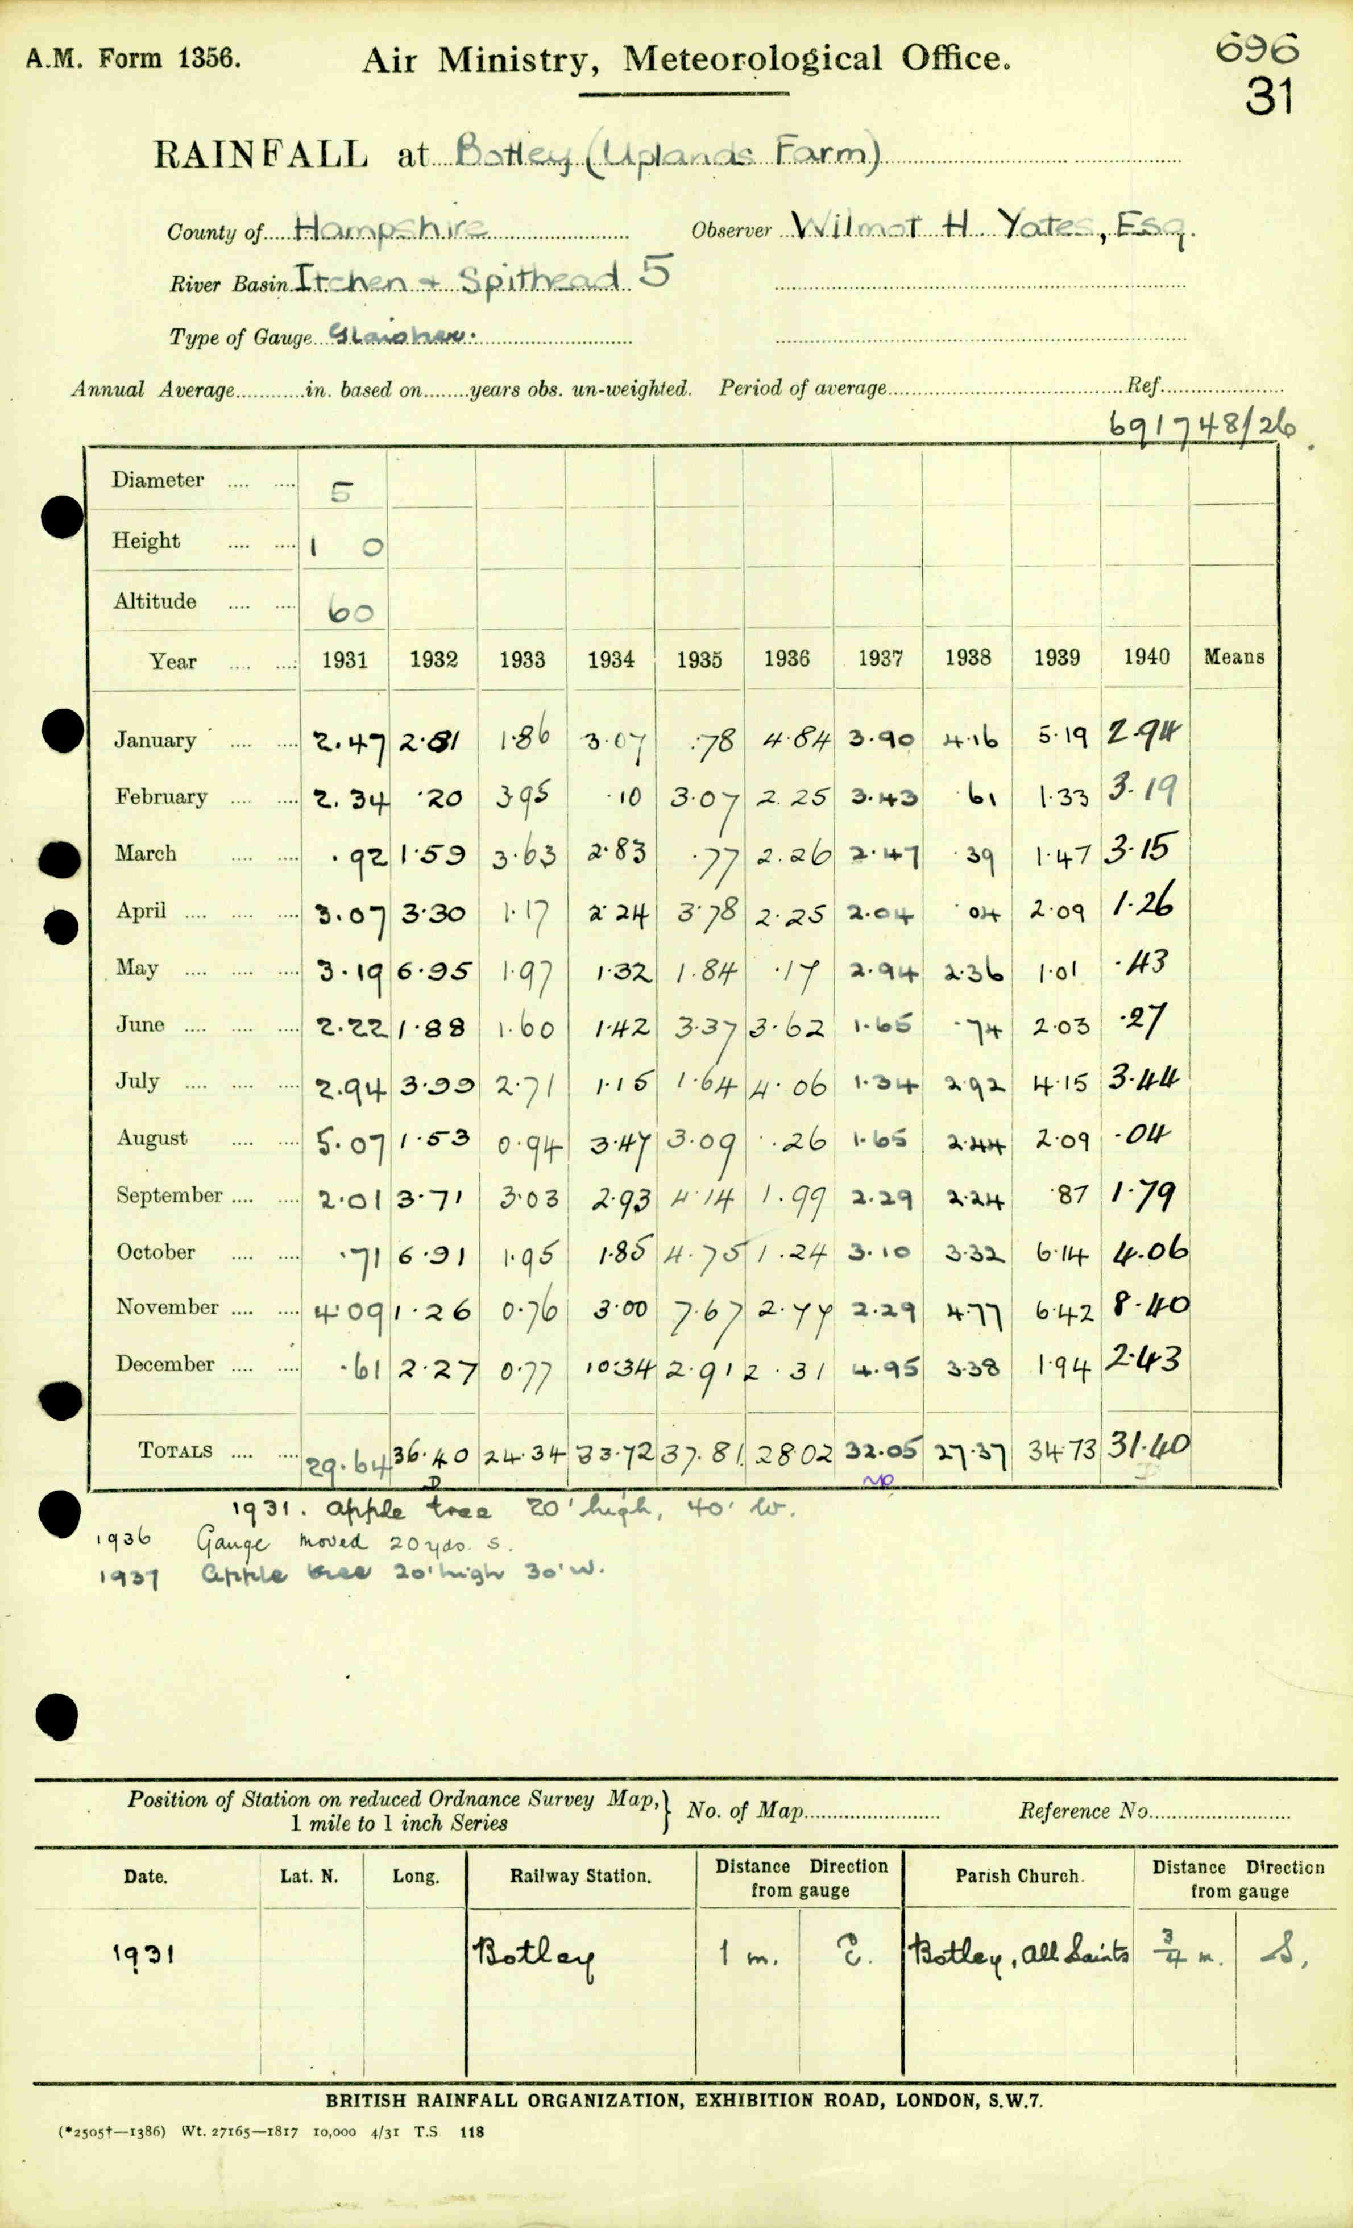 A.M. Form 1356.
Air Ministry, Meteorological Office.
696
31
RAINFALL at Botley (Uplands Farm)
County of Hampshire Observer Wilmot H. Yates, Esq.
River Basin Itchen + Spithead 5
Type of Gauge Glaisher.
Annual Average in. based on years obs. un-weighted. Period of average Ref.
691748/26
Diameter 5
Height 1 0
Altitude 60
Year 1931 1932 1933 1934 1935 1936 1937 1938 1939 1940 Means
January 2.47 2.81 1.86 3.07 .78 4.84 3.90 4.16 5.19 2.94
February 2.34 .20 3.95 .10 3.07 2.25 3.43 .61 1.33 3.19
March .92 1.59 3.63 2.83 .77 2.26 2.47 .39 1.47 3.15
April 3.07 3.30 1.17 2.24 3.78 2.25 2.04 .04 2.09 1.26
May 3.19 6.95 1.97 1.32 1.84 .17 2.94 2.36 1.01 .43
June 2.22 1.88 1.60 1.42 3.37 3.62 1.65 .74 2.03 .27
July 2.94 3.99 2.71 1.15 1.64 4.06 1.34 2.92 4.15 3.44
August 5.07 1.53 0.94 3.47 3.09 .26 1.65 2.44 2.09 .04
September 2.01 3.71 3.03 2.93 4.14 1.99 2.29 2.24 .87 1.79
October .71 6.91 1.95 1.85 4.75 1.24 3.10 3.32 6.14 4.06
November 4.09 1.26 0.76 3.00 7.67 2.77 2.29 4.77 6.42 8.40
December .61 2.27 0.77 10.34 2.91 2.31 4.95 3.38 1.94 2.43
TOTALS 29.64 36.40 24.34 33.72 37.81 28.02 32.05 27.37 34.73 31.40
1931. Apple tree 20' high, 40' W.
1936 Gauge moved 20 yds. S.
1937 Apple tree 20' high 30' W.
Position of Station on reduced Ordnance Survey Map, } No. of Map Reference No.
1 mile to 1 inch Series
Date. Lat. N. Long. Railway Station. Distance Direction from gauge Parish Church. Distance Direction from gauge
1931 Botley 1 m. E. Botley, All Saints 3/4 m. S.
BRITISH RAINFALL ORGANIZATION, EXHIBITION ROAD, LONDON, S.W.7.
(*2505†—1386) Wt. 27165—1817 10,000 4/31 T.S. 118